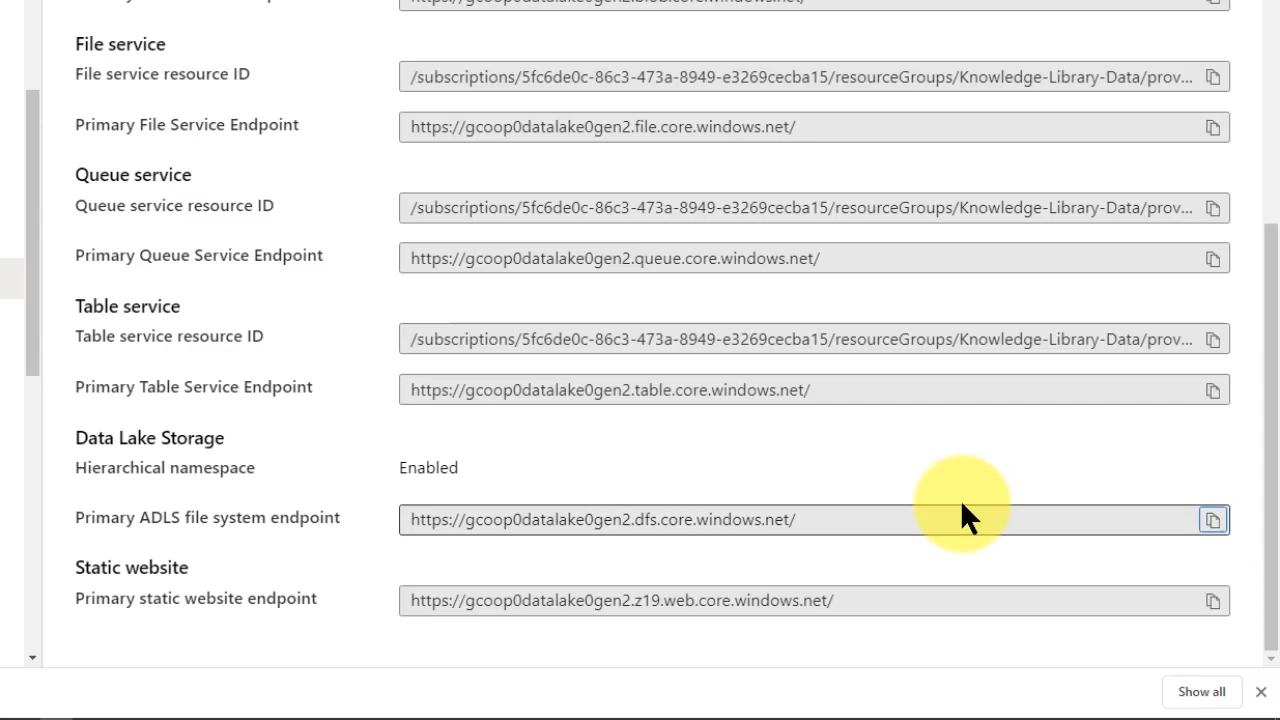 File service
File service resource ID
/subscriptions/5fc6de0c-86c3-473a-8949-e3269cecba15/resourceGroups/Knowledge-Library-Data/prov...
Primary File Service Endpoint
https://gcoop0datalake0gen2.file.core.windows.net/
Queue service
Queue service resource ID
/subscriptions/5fc6de0c-86c3-473a-8949-e3269cecba15/resourceGroups/Knowledge-Library-Data/prov...
Primary Queue Service Endpoint
https://gcoop0datalake0gen2.queue.core.windows.net/
Table service
Table service resource ID
/subscriptions/5fc6de0c-86c3-473a-8949-e3269cecba15/resourceGroups/Knowledge-Library-Data/prov...
Primary Table Service Endpoint
https://gcoop0datalake0gen2.table.core.windows.net/
Data Lake Storage
Hierarchical namespace
Enabled
Primary ADLS file system endpoint
https://gcoop0datalake0gen2.dfs.core.windows.net/
Static website
Primary static website endpoint
https://gcoop0datalake0gen2.z19.web.core.windows.net/
Show all